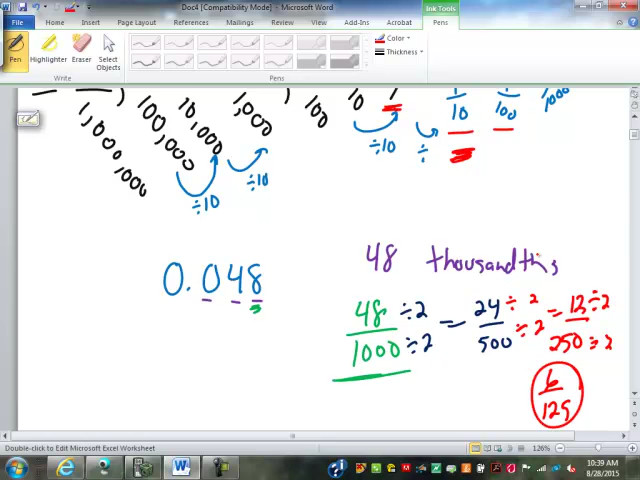 Doc4 [Compatibility Mode] - Microsoft Word
Ink Tools
File Home Insert Page Layout References Mailings Review View Add-Ins Acrobat Pens
Pen Highlighter Eraser Select Objects
Color
Thickness
Write Pens
1,000,000 100,000 10,000 1,000 100 10 1 1/10 1/100 1/1000
÷10 ÷10 ÷10 ÷
48 thousandths
0.048
48/1000 ÷2/÷2 = 24/500 ÷2/÷2 = 12/250 ÷2/÷2
6/125
Double-click to Edit Microsoft Excel Worksheet
126%
10:39 AM
8/28/2015